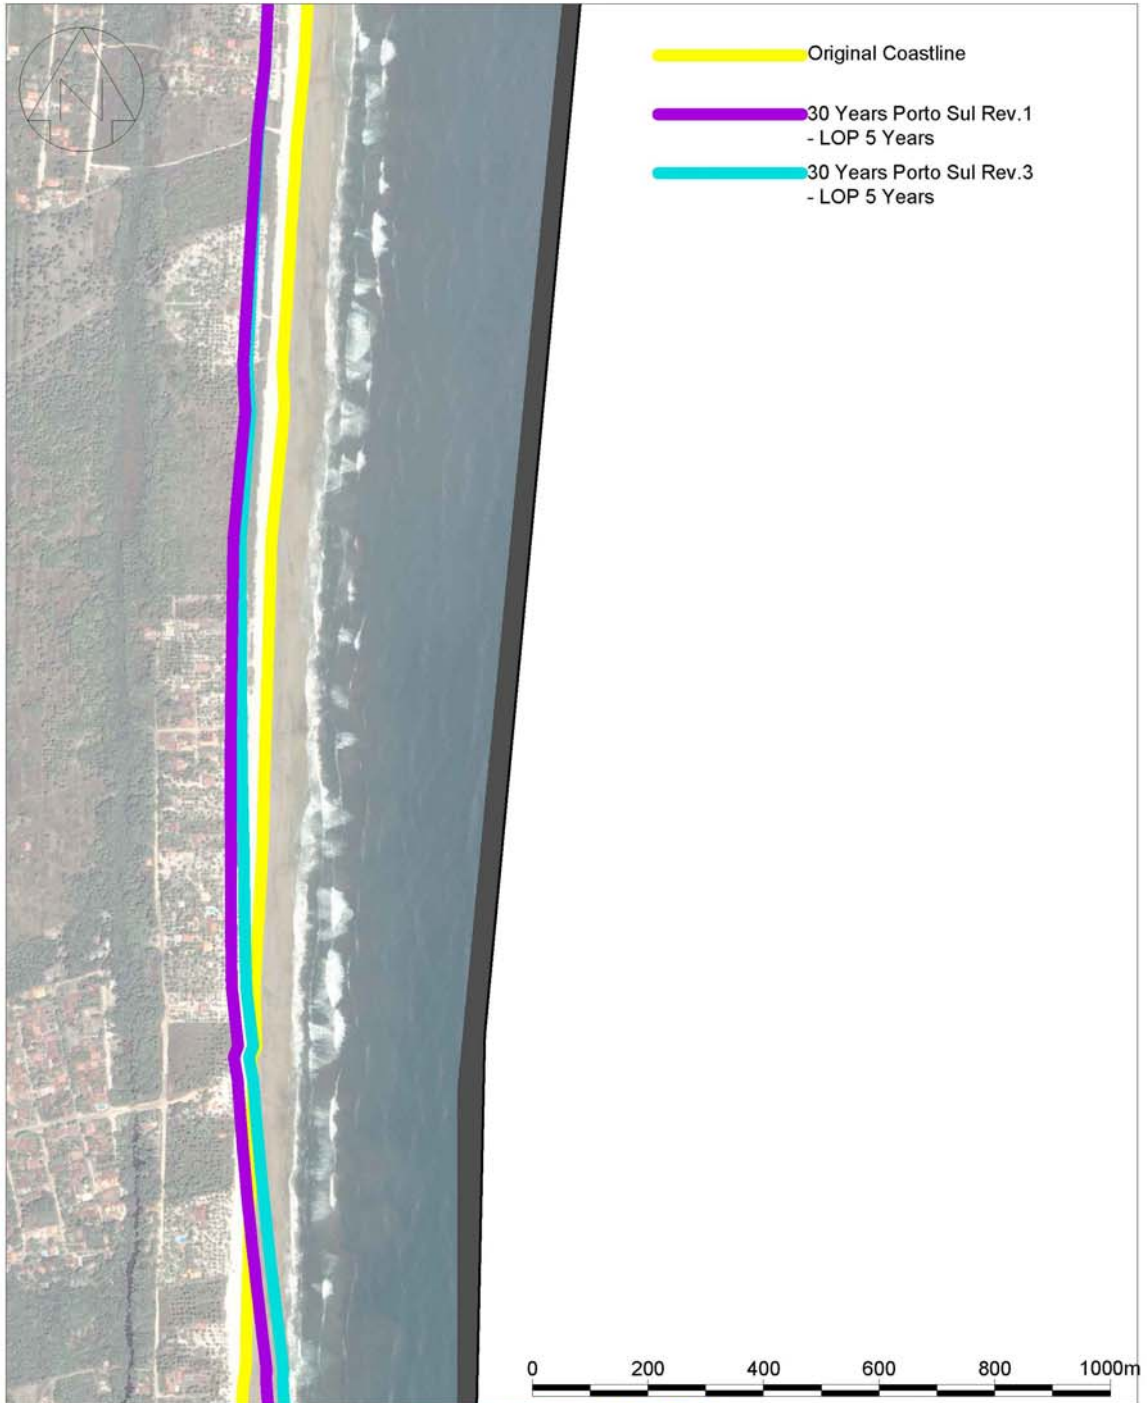 N
Original Coastline
30 Years Porto Sul Rev.1
- LOP 5 Years
30 Years Porto Sul Rev.3
- LOP 5 Years
0 200 400 600 800 1000m